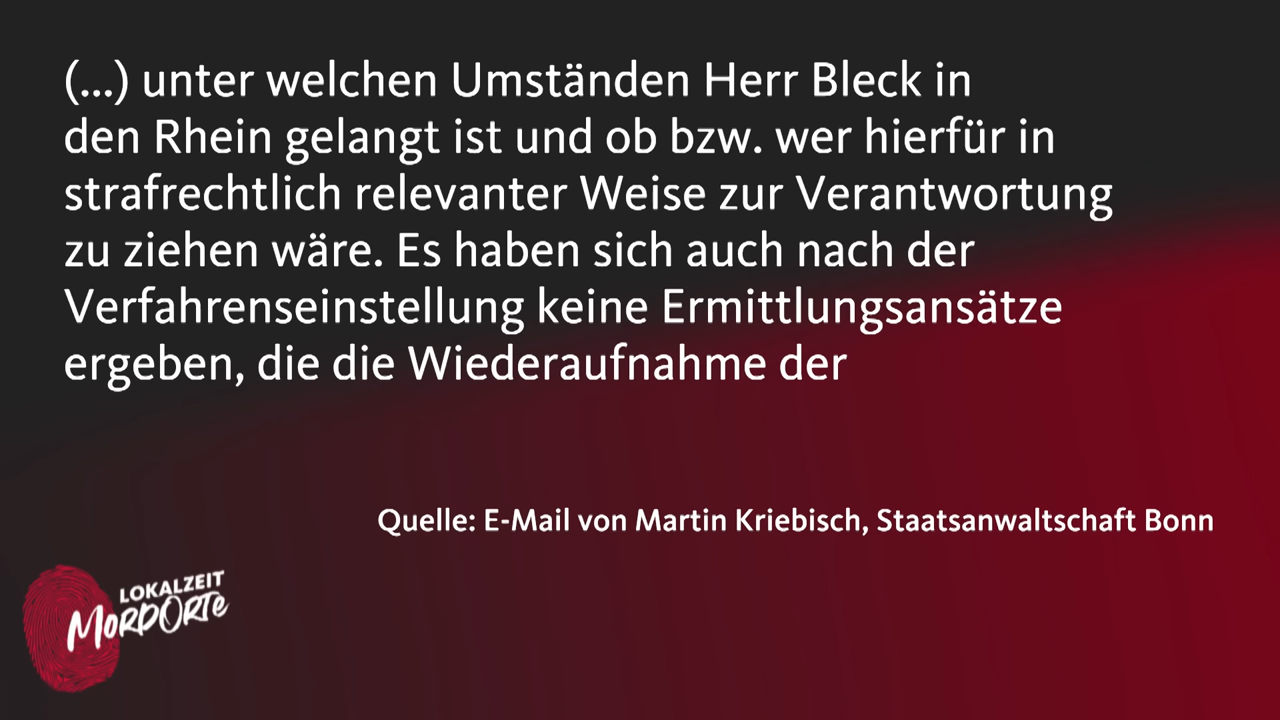 (...) unter welchen Umständen Herr Bleck in
den Rhein gelangt ist und ob bzw. wer hierfür in
strafrechtlich relevanter Weise zur Verantwortung
zu ziehen wäre. Es haben sich auch nach der
Verfahrenseinstellung keine Ermittlungsansätze
ergeben, die die Wiederaufnahme der
Quelle: E-Mail von Martin Kriebisch, Staatsanwaltschaft Bonn
LOKALZEIT
MORDORTE